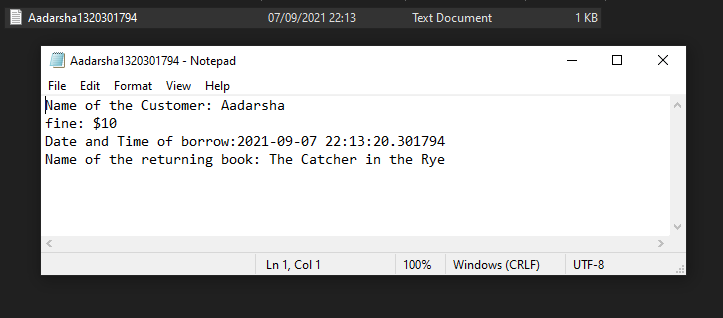 Aadarsha1320301794 07/09/2021 22:13 Text Document 1 KB
Aadarsha1320301794 - Notepad
File Edit Format View Help
Name of the Customer: Aadarsha
fine: $10
Date and Time of borrow:2021-09-07 22:13:20.301794
Name of the returning book: The Catcher in the Rye
Ln 1, Col 1 100% Windows (CRLF) UTF-8